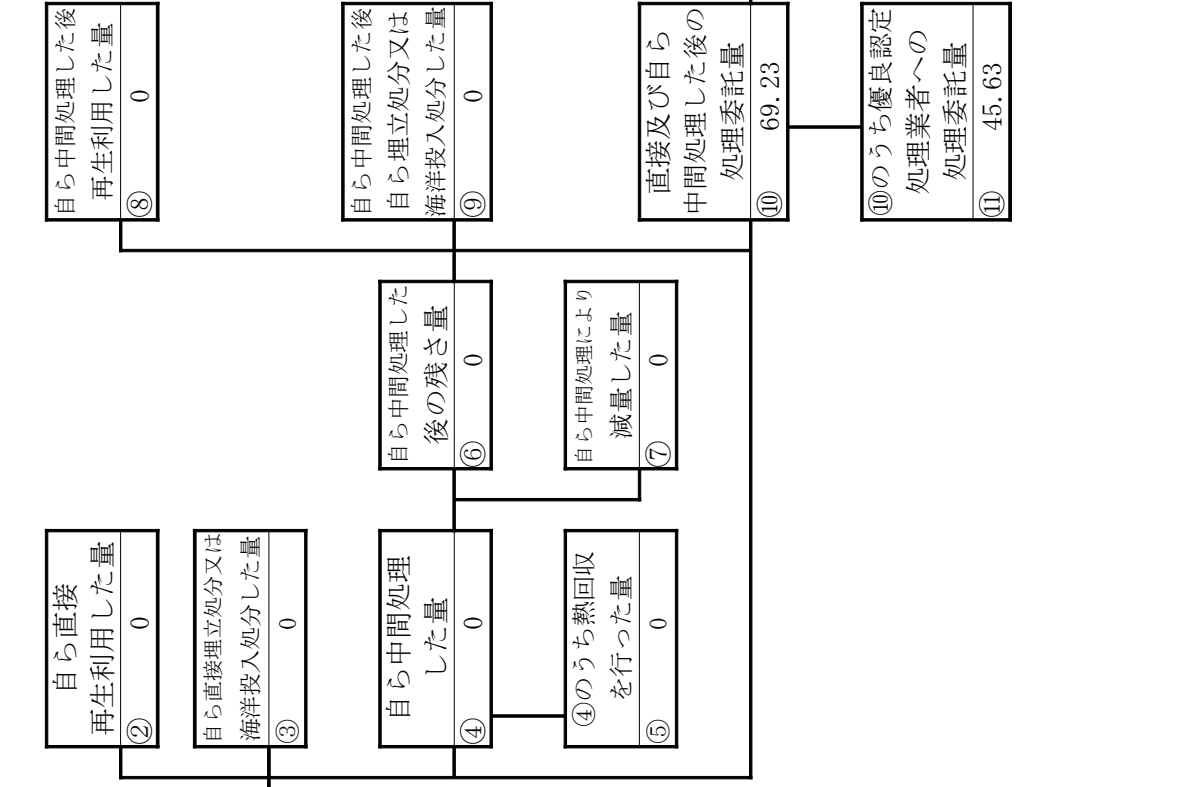 自ら直接
再生利用した量
② 0
自ら直接埋立処分又は
海洋投入処分した量
③ 0
自ら中間処理
した量
④ 0
④のうち熱回収
を行った量
⑤ 0
自ら中間処理した
後の残さ量
⑥ 0
自ら中間処理により
減量した量
⑦ 0
自ら中間処理した後
再生利用した量
⑧ 0
自ら中間処理した後
自ら埋立処分又は
海洋投入処分した量
⑨ 0
直接及び自ら
中間処理した後の
処理委託量
⑩ 69.23
⑩のうち優良認定
処理業者への
処理委託量
⑪ 45.63